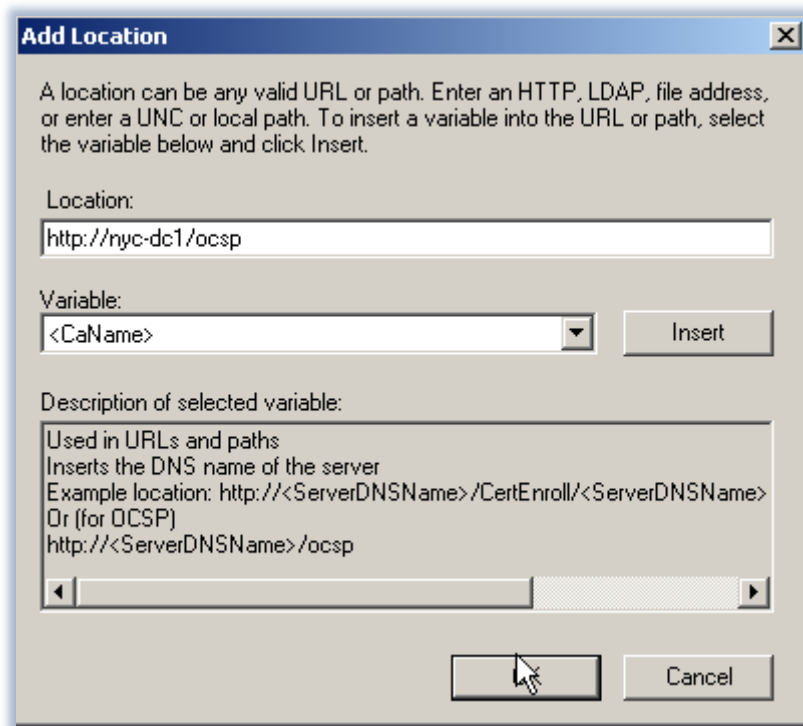 Add Location
A location can be any valid URL or path. Enter an HTTP, LDAP, file address,
or enter a UNC or local path. To insert a variable into the URL or path, select
the variable below and click Insert.
Location:
http://nyc-dc1/ocsp
Variable:
<CaName>
Insert
Description of selected variable:
Used in URLs and paths
Inserts the DNS name of the server
Example location: http://<ServerDNSName>/CertEnroll/<ServerDNSName>
Or (for OCSP)
http://<ServerDNSName>/ocsp
Cancel